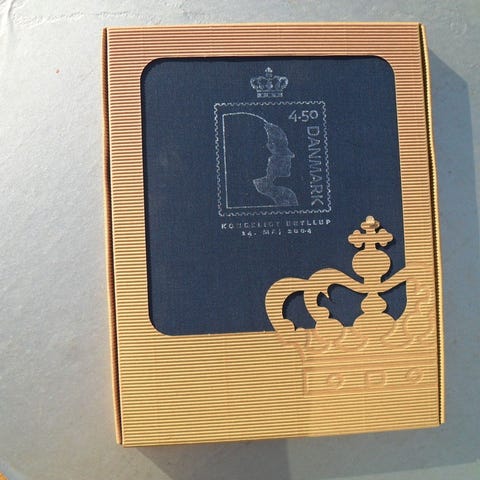 4.50
DANMARK
KONGELIGT BRYLLUP
14. MAJ 2004